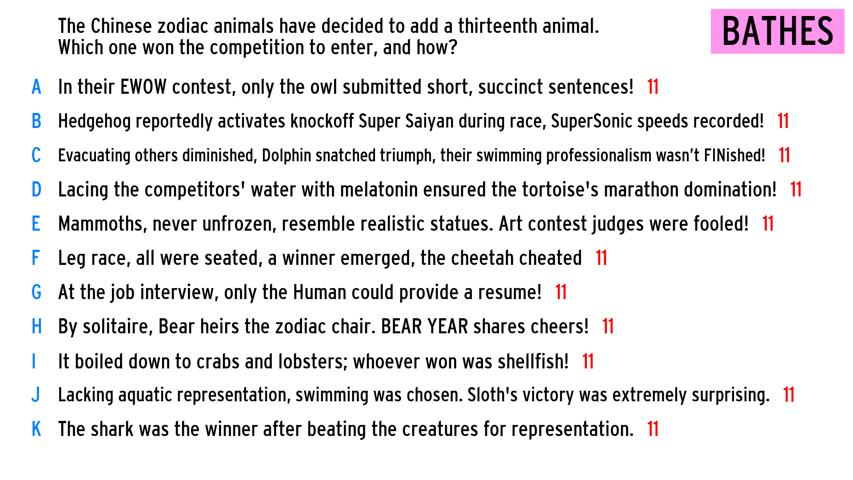 The Chinese zodiac animals have decided to add a thirteenth animal.
Which one won the competition to enter, and how?
BATHES
A In their EWOW contest, only the owl submitted short, succinct sentences! 11
B Hedgehog reportedly activates knockoff Super Saiyan during race, SuperSonic speeds recorded! 11
C Evacuating others diminished, Dolphin snatched triumph, their swimming professionalism wasn't FINished! 11
D Lacing the competitors' water with melatonin ensured the tortoise's marathon domination! 11
E Mammoths, never unfrozen, resemble realistic statues. Art contest judges were fooled! 11
F Leg race, all were seated, a winner emerged, the cheetah cheated 11
G At the job interview, only the Human could provide a resume! 11
H By solitaire, Bear heirs the zodiac chair. BEAR YEAR shares cheers! 11
I It boiled down to crabs and lobsters; whoever won was shellfish! 11
J Lacking aquatic representation, swimming was chosen. Sloth's victory was extremely surprising. 11
K The shark was the winner after beating the creatures for representation. 11